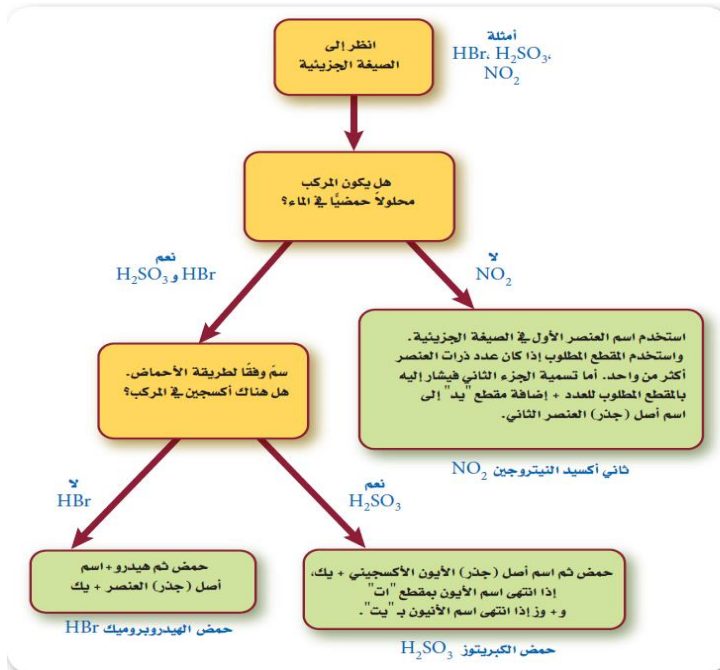 أمثلة
HBr، H₂SO₃،
NO₂
انظر إلى
الصيغة الجزيئية
هل يكون المركب
محلولاً حمضيًّا في الماء؟
نعم
HBr و H₂SO₃
لا
NO₂
سمّ وفقًا لطريقة الأحماض.
هل هناك أكسجين في المركب؟
استخدم اسم العنصر الأول في الصيغة الجزيئية.
واستخدم المقطع المطلوب إذا كان عدد ذرات العنصر
أكثر من واحد. أما تسمية الجزء الثاني فيشار إليه
بالمقطع المطلوب للعدد + إضافة مقطع "يد" إلى
اسم أصل (جذر) العنصر الثاني.
ثاني أكسيد النيتروجين NO₂
لا
HBr
نعم
H₂SO₃
حمض ثم هيدرو + اسم
أصل (جذر) العنصر + يك
حمض الهيدروبروميك HBr
حمض ثم اسم أصل (جذر) الأيون الأكسجيني + يك،
إذا انتهى اسم الأيون بمقطع "ات"
و + وز إذا انتهى اسم الأنيون بـ "يت".
حمض الكبريتوز H₂SO₃